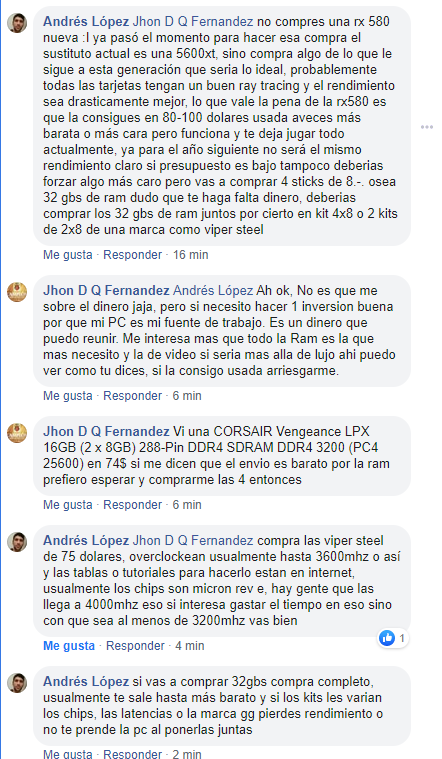 Andrés López Jhon D Q Fernandez no compres una rx 580
nueva :l ya pasó el momento para hacer esa compra el
sustituto actual es una 5600xt, sino compra algo de lo que le
sigue a esta generación que seria lo ideal, probablemente
todas las tarjetas tengan un buen ray tracing y el rendimiento
sea drasticamente mejor, lo que vale la pena de la rx580 es
que la consigues en 80-100 dolares usada aveces más
barata o más cara pero funciona y te deja jugar todo
actualmente, ya para el año siguiente no será el mismo
rendimiento claro si presupuesto es bajo tampoco deberias
forzar algo más caro pero vas a comprar 4 sticks de 8.-. osea
32 gbs de ram dudo que te haga falta dinero, deberias
comprar los 32 gbs de ram juntos por cierto en kit 4x8 o 2 kits
de 2x8 de una marca como viper steel
Me gusta · Responder · 16 min
Jhon D Q Fernandez Andrés López Ah ok, No es que me
sobre el dinero jaja, pero si necesito hacer 1 inversion buena
por que mi PC es mi fuente de trabajo. Es un dinero que
puedo reunir. Me interesa mas que todo la Ram es la que
mas necesito y la de video si seria mas alla de lujo ahi puedo
ver como tu dices, si la consigo usada arriesgarme.
Me gusta · Responder · 6 min
Jhon D Q Fernandez Vi una CORSAIR Vengeance LPX
16GB (2 x 8GB) 288-Pin DDR4 SDRAM DDR4 3200 (PC4
25600) en 74$ si me dicen que el envio es barato por la ram
prefiero esperar y comprarme las 4 entonces
Me gusta · Responder · 6 min
Andrés López Jhon D Q Fernandez compra las viper steel
de 75 dolares, overclockean usualmente hasta 3600mhz o así
y las tablas o tutoriales para hacerlo estan en internet,
usualmente los chips son micron rev e, hay gente que las
llega a 4000mhz eso si interesa gastar el tiempo en eso sino
con que sea al menos de 3200mhz vas bien
1
Me gusta · Responder · 4 min
Andrés López si vas a comprar 32gbs compra completo,
usualmente te sale hasta más barato y si los kits les varian
los chips, las latencias o la marca gg pierdes rendimiento o
no te prende la pc al ponerlas juntas
Me gusta · Responder · 2 min